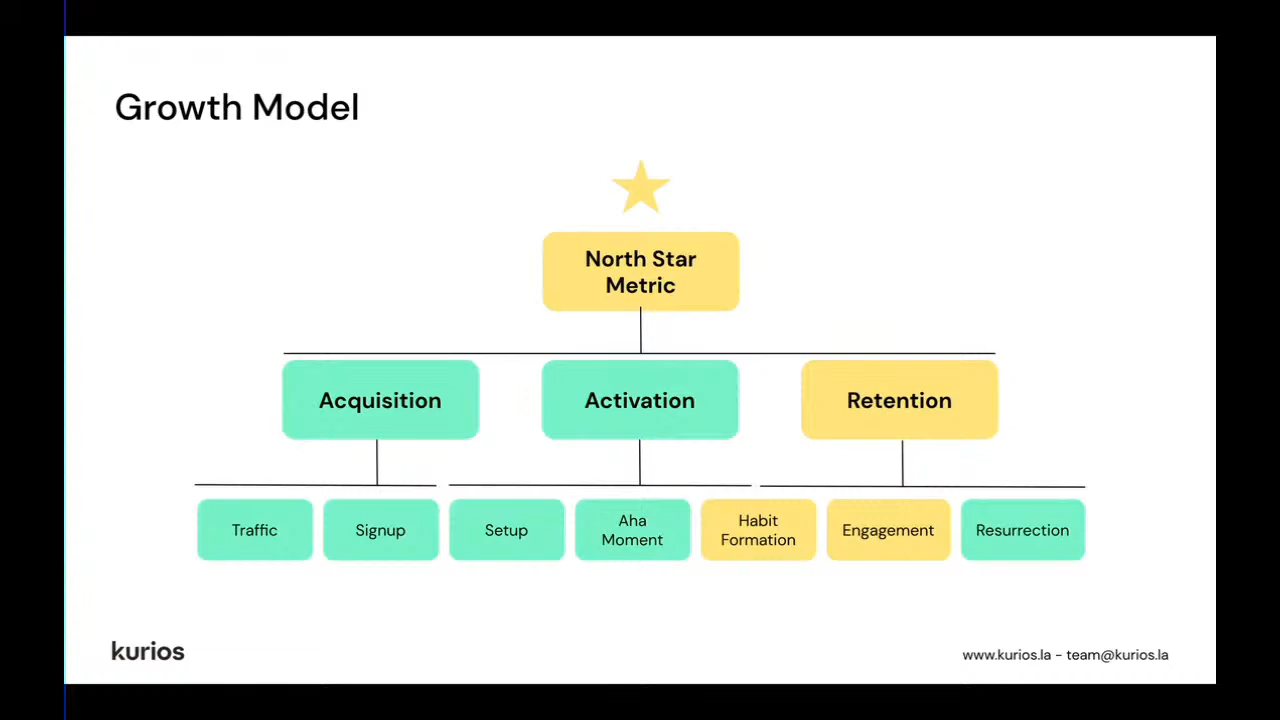 Growth Model
North Star
Metric
Acquisition
Activation
Retention
Traffic
Signup
Setup
Aha
Moment
Habit
Formation
Engagement
Resurrection
kurios
www.kurios.la - team@kurios.la